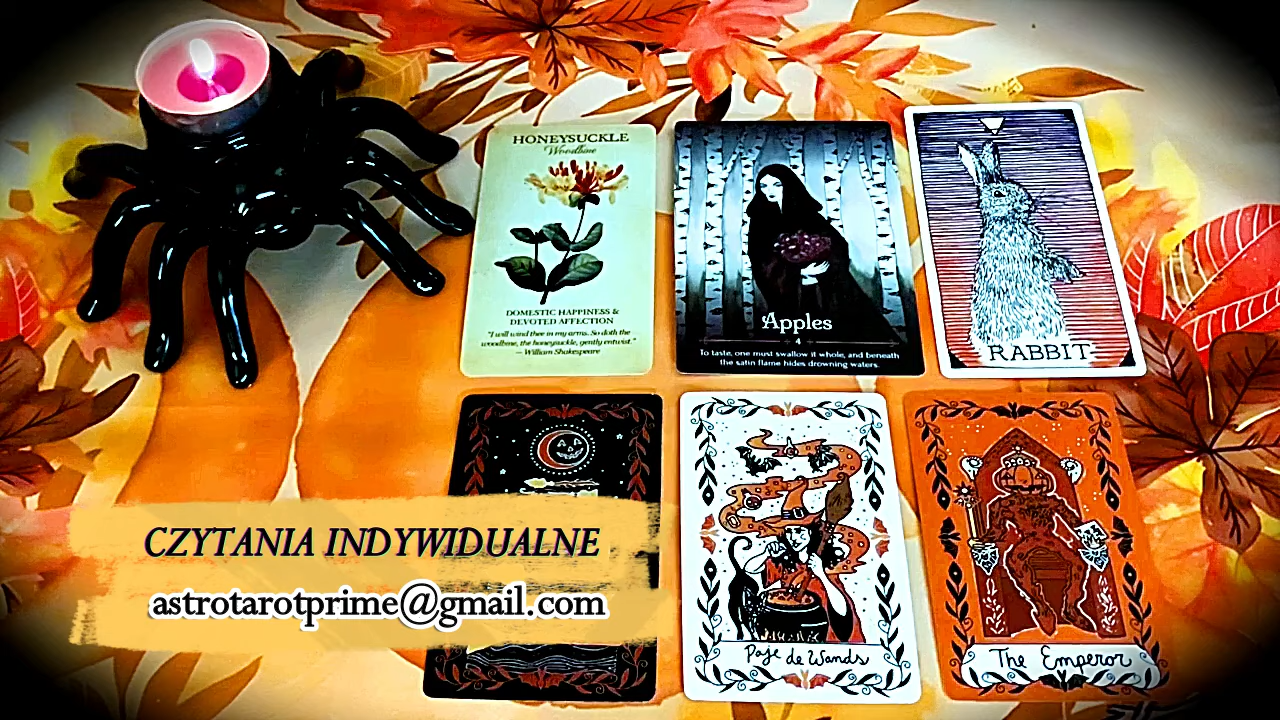 HONEYSUCKLE
Woodbine
DOMESTIC HAPPINESS &
DEVOTED AFFECTION
"I will wind thee in my arms. So doth the
woodbine, the honeysuckle, gently entwist."
— William Shakespeare
Apples
4
To taste, one must swallow it whole, and beneath
the satin flame hides drowning waters.
RABBIT
CZYTANIA INDYWIDUALNE
astrotarotprime@gmail.com
Page de Wands
The Emperor